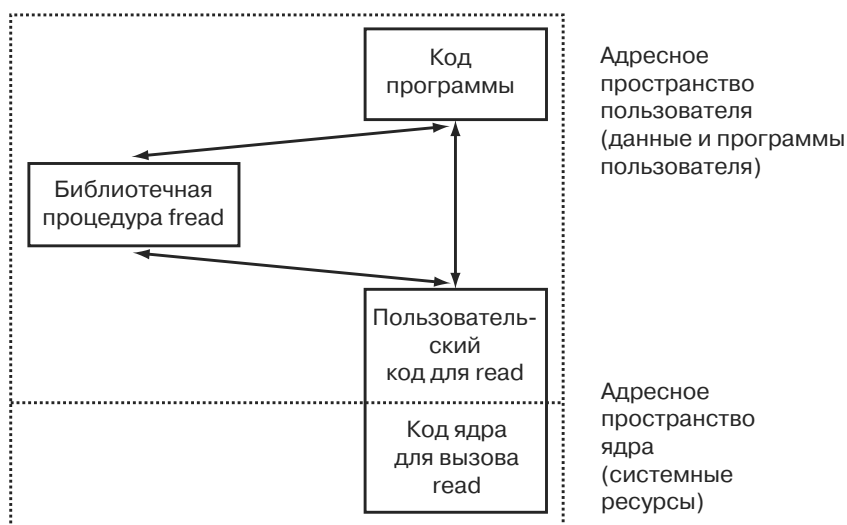 Код
программы
Адресное
пространство
пользователя
(данные и программы
пользователя)
Библиотечная
процедура fread
Пользователь-
ский
код для read
Адресное
пространство
ядра
(системные
ресурсы)
Код ядра
для вызова
read